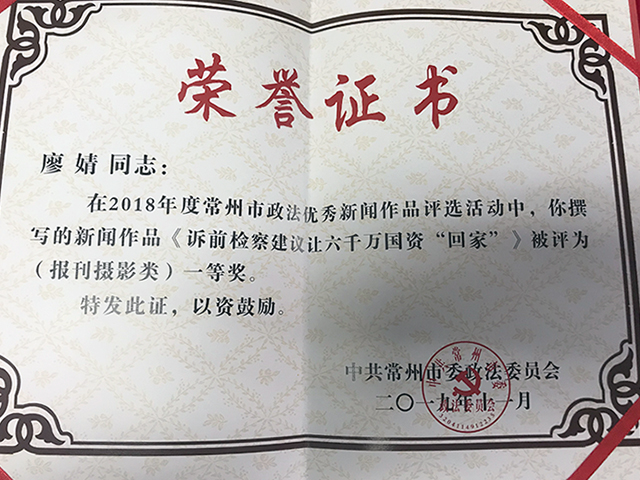 荣誉证书
廖婧同志：
在2018年度常州市政法优秀新闻作品评选活动中，你撰
写的新闻作品《诉前检察建议让六千万国资“回家”》被评为
（报刊摄影类）一等奖。
特发此证，以资鼓励。
中共常州市委政法委员会
二〇一九年十一月